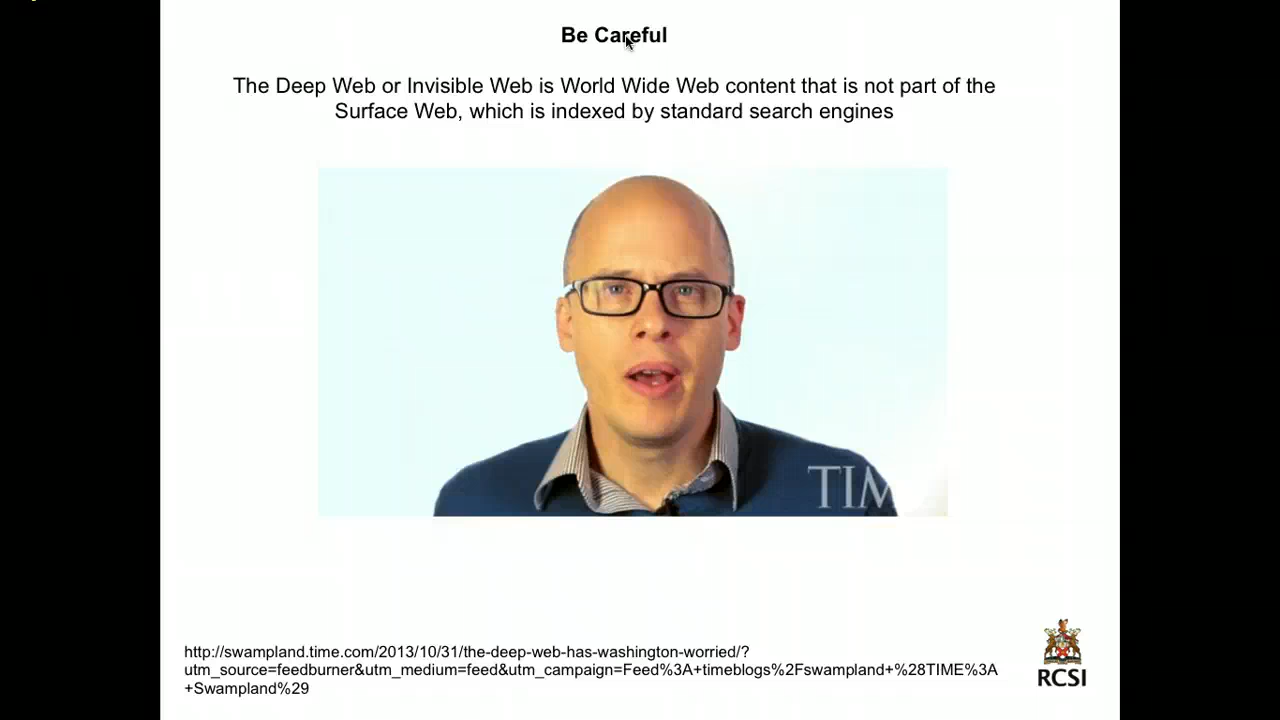 Be Careful
The Deep Web or Invisible Web is World Wide Web content that is not part of the
Surface Web, which is indexed by standard search engines
TIM
http://swampland.time.com/2013/10/31/the-deep-web-has-washington-worried/?
utm_source=feedburner&utm_medium=feed&utm_campaign=Feed%3A+timeblogs%2Fswampland+%28TIME%3A
+Swampland%29
RCSI